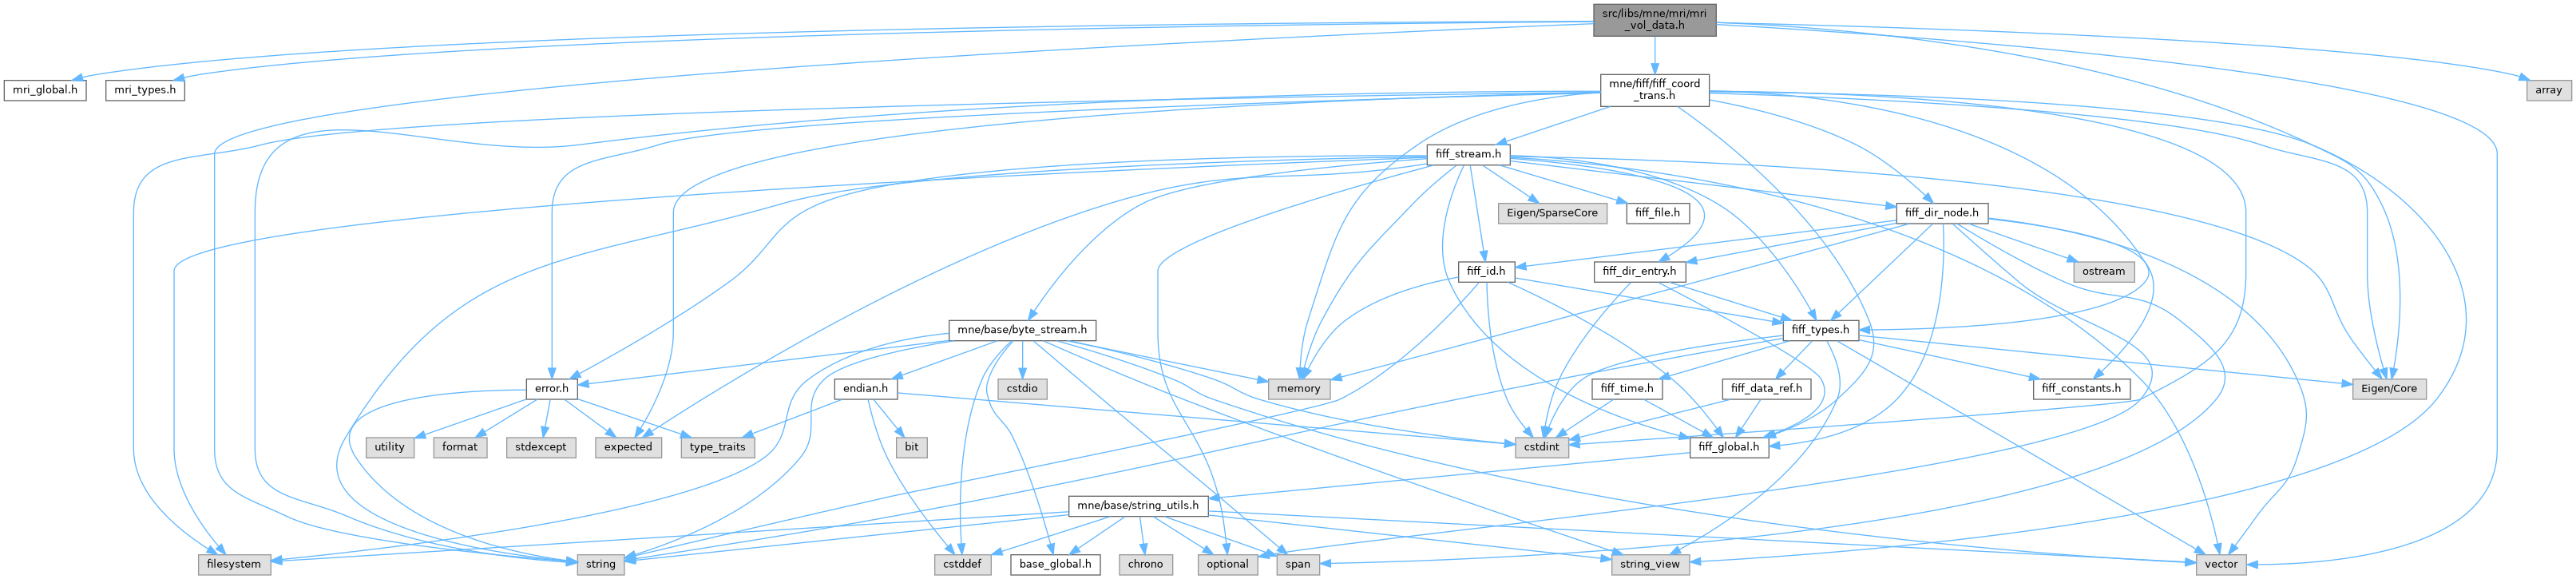 src/libs/mne/mri/mri
_vol_data.h
mri_global.h
mri_types.h
mne/fiff/fiff_coord
_trans.h
array
fiff_stream.h
Eigen/SparseCore
fiff_file.h
fiff_dir_node.h
fiff_id.h
fiff_dir_entry.h
ostream
mne/base/byte_stream.h
fiff_types.h
error.h
endian.h
cstdio
memory
fiff_time.h
fiff_data_ref.h
fiff_constants.h
Eigen/Core
utility
format
stdexcept
expected
type_traits
bit
cstdint
fiff_global.h
mne/base/string_utils.h
filesystem
string
cstddef
base_global.h
chrono
optional
span
string_view
vector